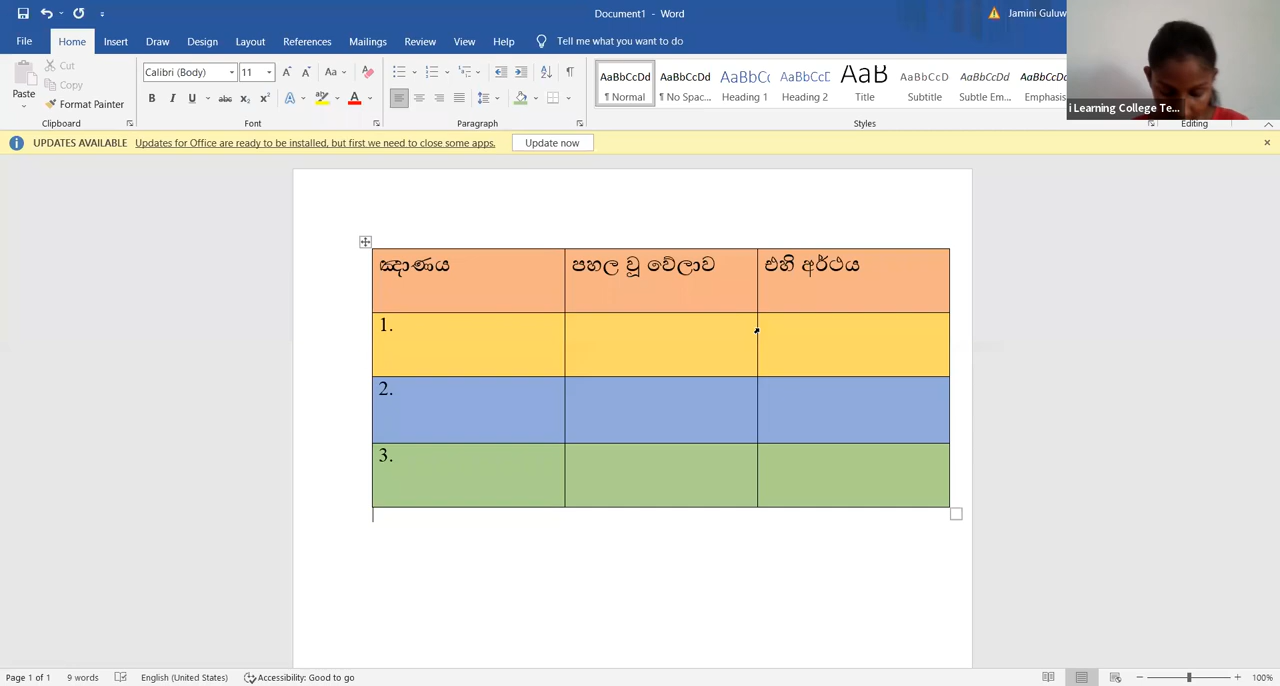 Document1 - Word
Jamini Guluw
File Home Insert Draw Design Layout References Mailings Review View Help Tell me what you want to do
Paste
Cut
Copy
Format Painter
Calibri (Body) 11
AaBbCcDd AaBbCcDd AaBbCc AaBbCcD AaB AaBbCcD AaBbCcDd AaBbCcDd
¶ Normal ¶ No Spac... Heading 1 Heading 2 Title Subtitle Subtle Em... Emphasis
i Learning College Te...
Clipboard Font Paragraph Styles Editing
UPDATES AVAILABLE Updates for Office are ready to be installed, but first we need to close some apps. Update now
ඤාණය පහල වූ වේලාව එහි අර්ථය
1.
2.
3.
Page 1 of 1 9 words English (United States) Accessibility: Good to go 100%